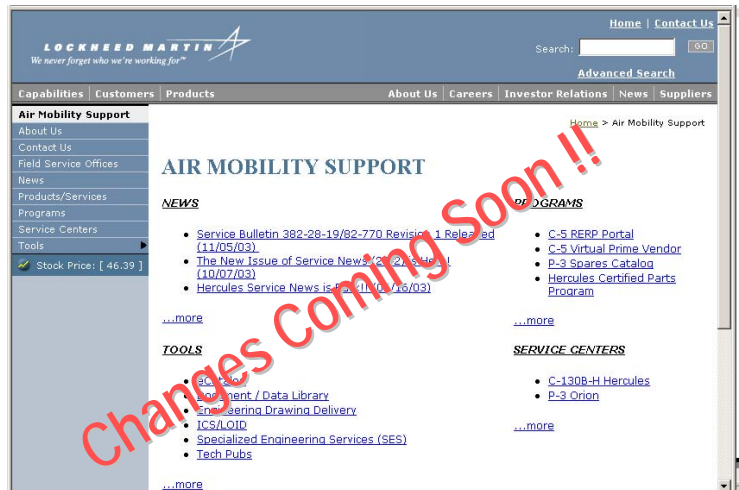 Home | Contact Us
LOCKHEED MARTIN
We never forget who we're working for™
Search: GO
Advanced Search
Capabilities | Customers | Products
About Us | Careers | Investor Relations | News | Suppliers
Air Mobility Support
About Us
Contact Us
Field Service Offices
News
Products/Services
Programs
Service Centers
Tools
Stock Price: [ 46.39 ]
Home > Air Mobility Support
AIR MOBILITY SUPPORT
NEWS
Service Bulletin 382-28-19/82-770 Revision 1 Released
(11/05/03)
The New Issue of Service News is Here!
(10/07/03)
Hercules Service News is /16/03)
...more
PROGRAMS
C-5 RERP Portal
C-5 Virtual Prime Vendor
P-3 Spares Catalog
Hercules Certified Parts
Program
...more
TOOLS
eCatalog
Document / Data Library
Engineering Drawing Delivery
ICS/LOID
Specialized Engineering Services (SES)
Tech Pubs
...more
SERVICE CENTERS
C-130B-H Hercules
P-3 Orion
...more
Changes Coming Soon !!